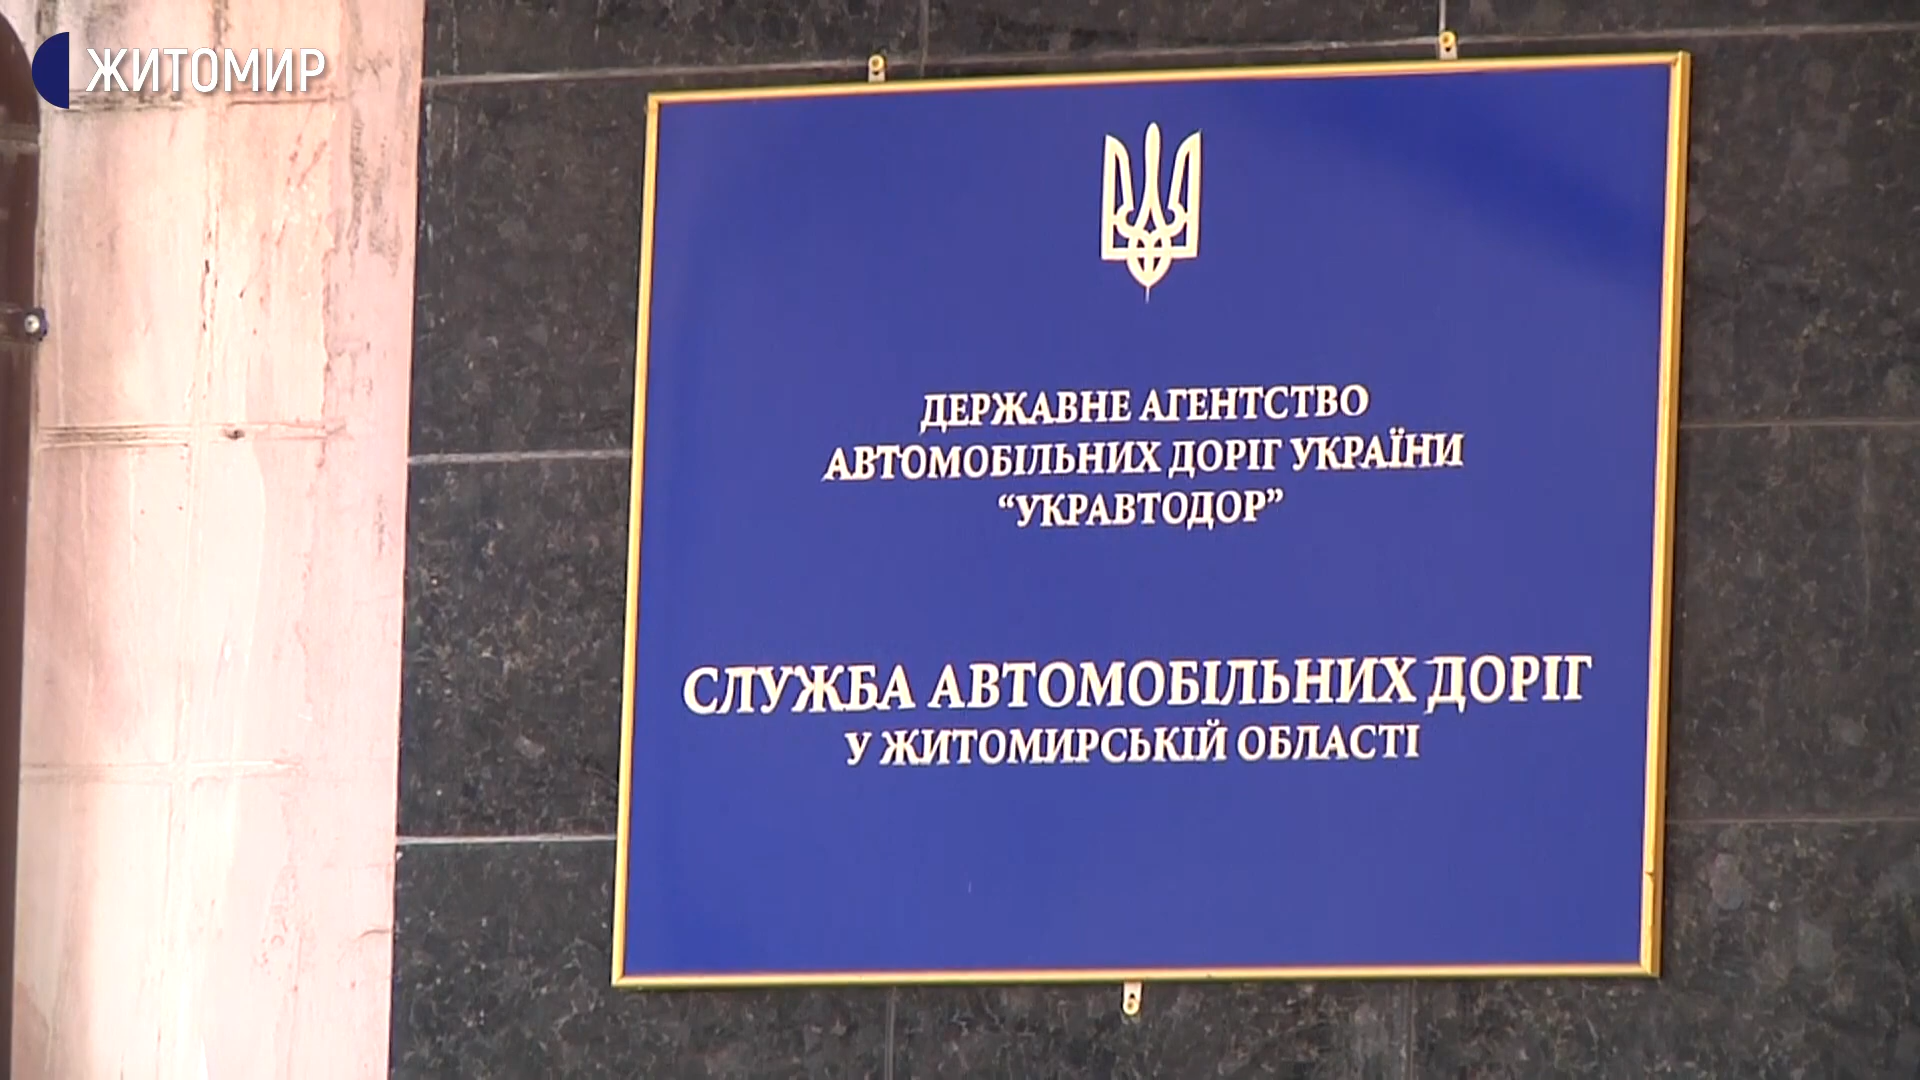 ЖИТОМИР
ДЕРЖАВНЕ АГЕНТСТВО
АВТОМОБІЛЬНИХ ДОРІГ УКРАЇНИ
“УКРАВТОДОР”
СЛУЖБА АВТОМОБІЛЬНИХ ДОРІГ
У ЖИТОМИРСЬКІЙ ОБЛАСТІ